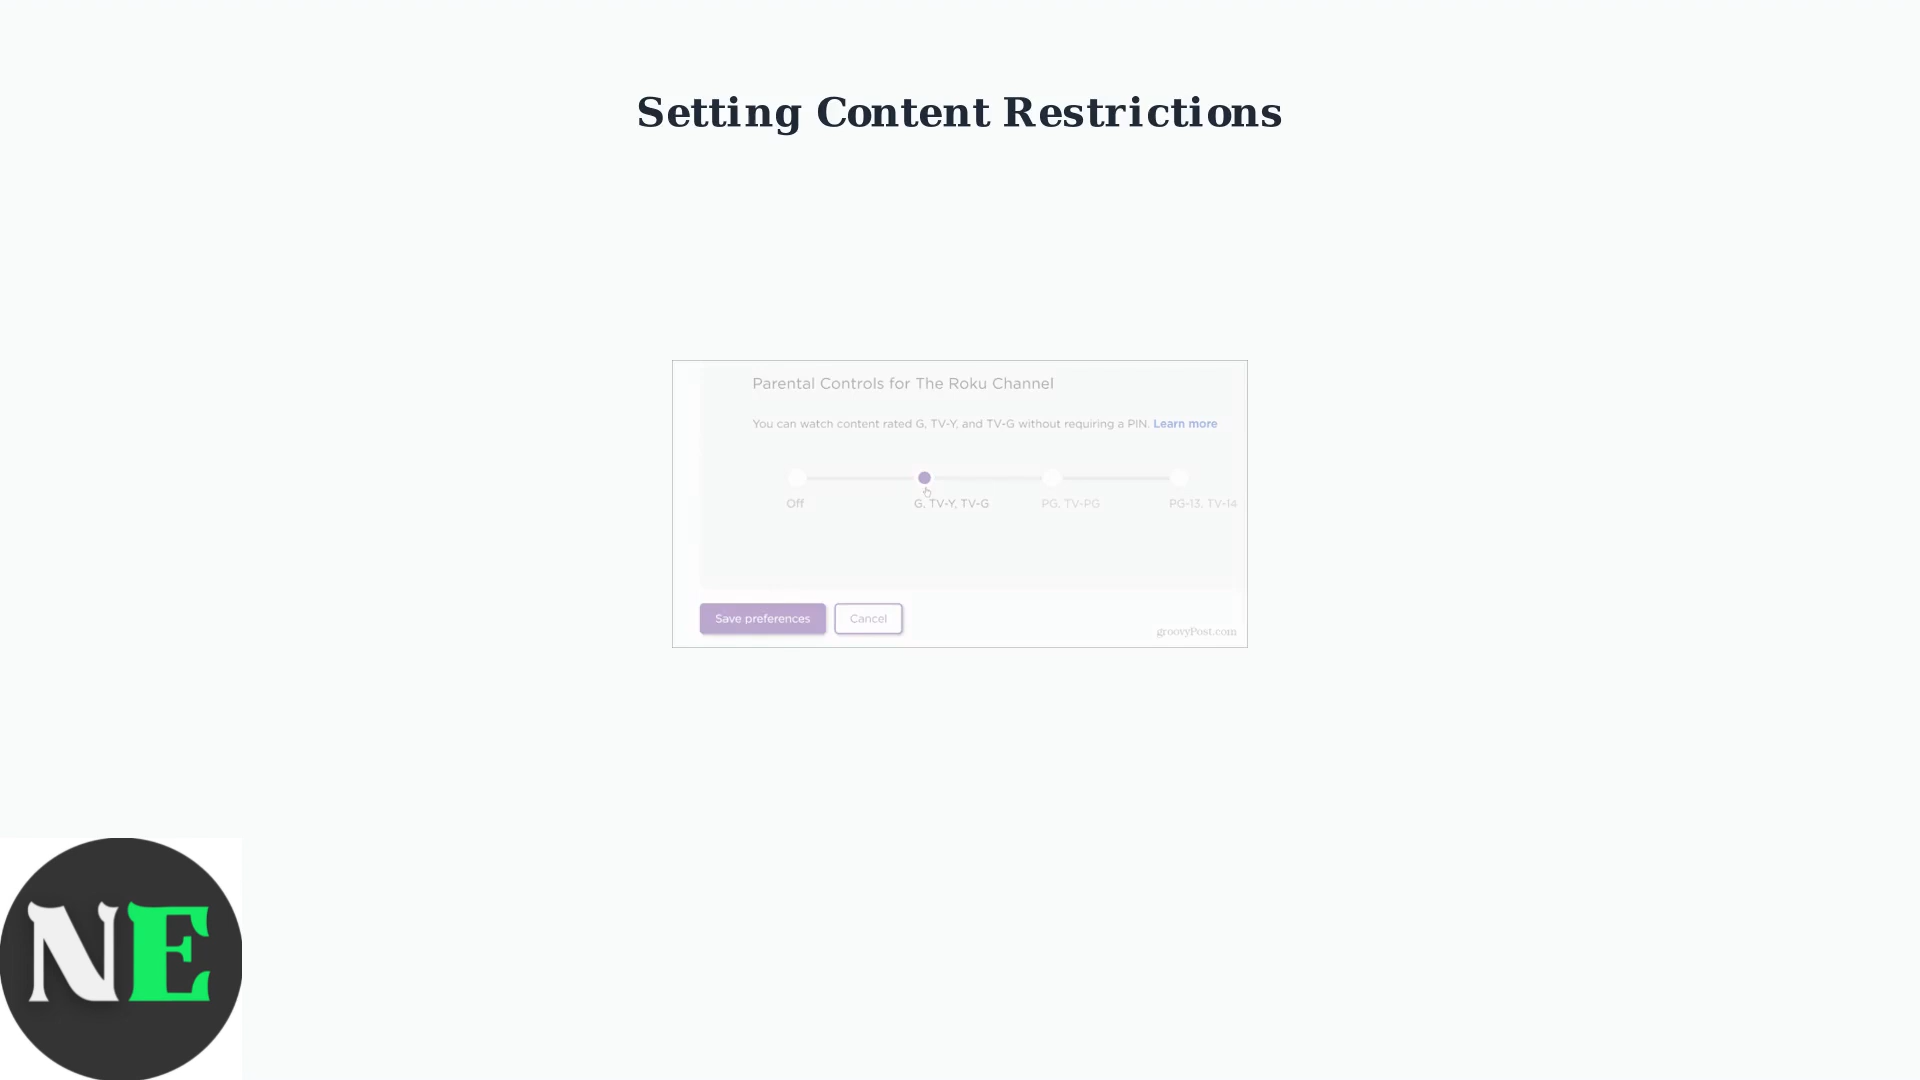 Setting Content Restrictions
Parental Controls for The Roku Channel
You can watch content rated G, TV-Y, and TV-G without requiring a PIN. Learn more
Off
G, TV-Y, TV-G
PG, TV-PG
PG-13, TV-14
Save preferences
Cancel
groovyPost.com
NE